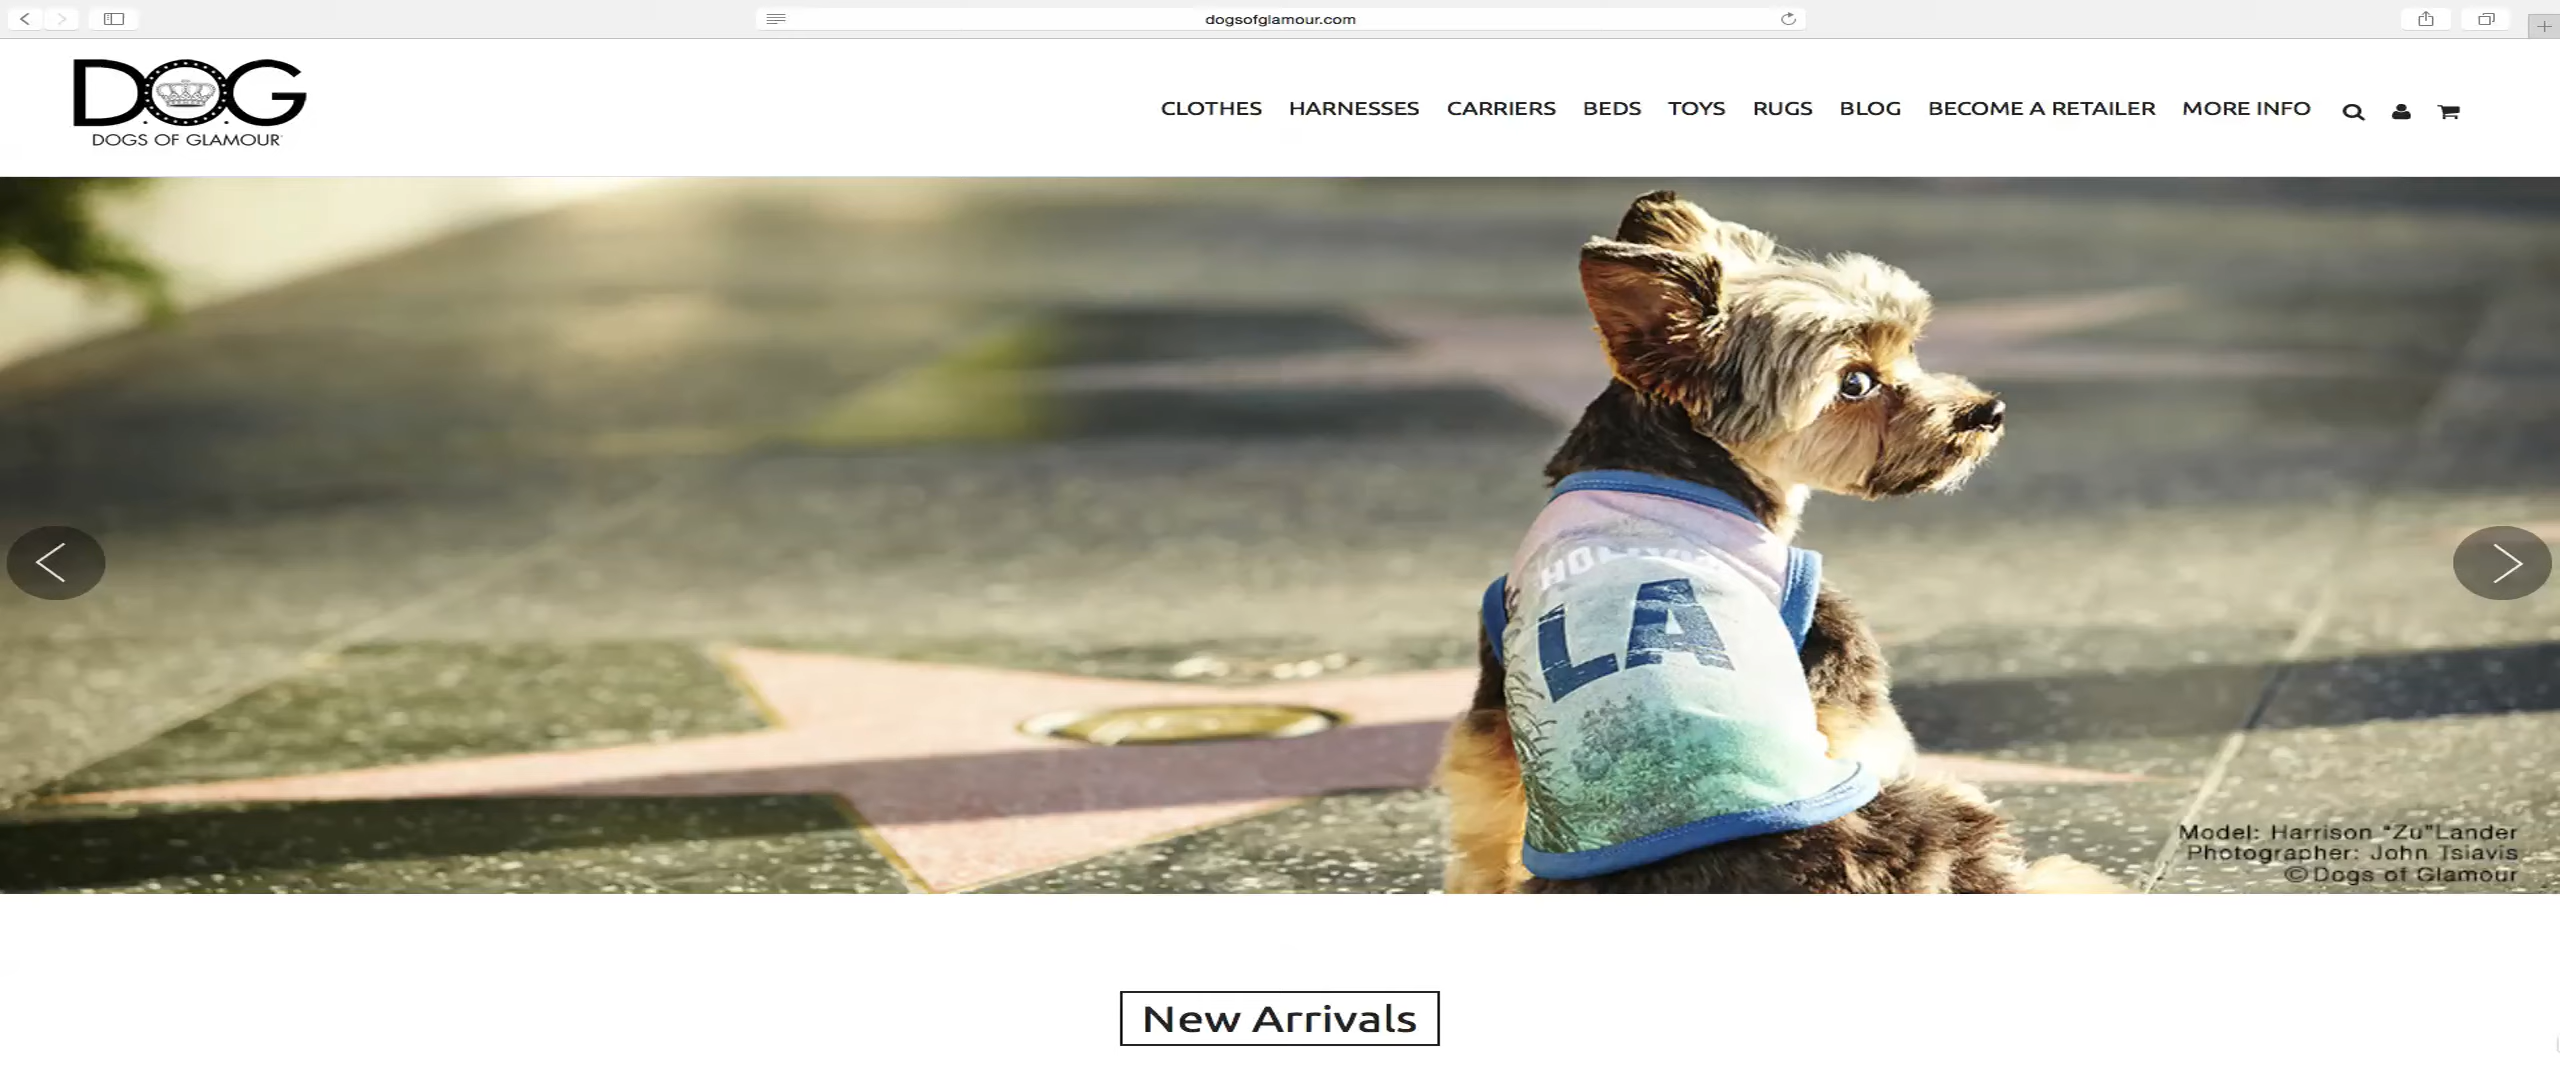 dogsofglamour.com
D.O.G
DOGS OF GLAMOUR
CLOTHES HARNESSES CARRIERS BEDS TOYS RUGS BLOG BECOME A RETAILER MORE INFO
LA
Model: Harrison "Zu"Lander
Photographer: John Tsiavis
©Dogs of Glamour
New Arrivals